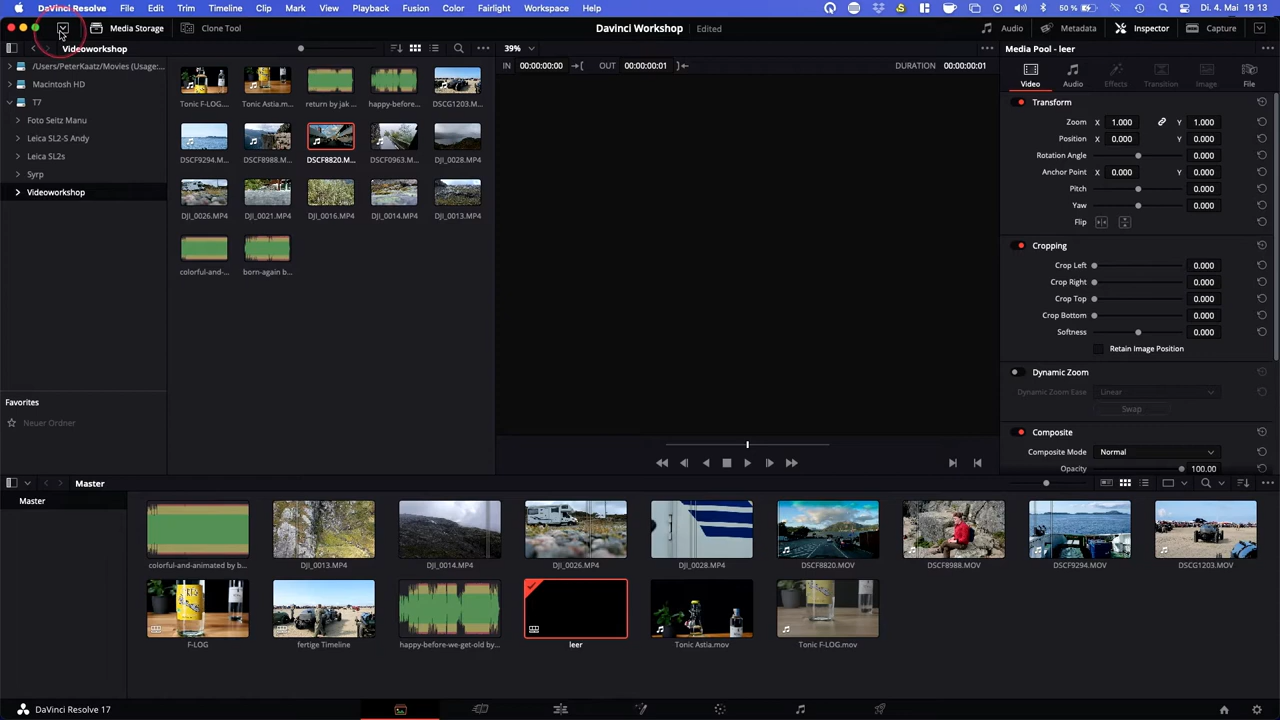 DaVinci Resolve File Edit Trim Timeline Clip Mark View Playback Fusion Color Fairlight Workspace Help Di. 4. Mai 19:13
Media Storage Clone Tool Davinci Workshop Edited Audio Metadata Inspector Capture
Videoworkshop 39% Media Pool - leer
/Users/PeterKaatz/Movies (Usage:...
IN 00:00:00:00 OUT 00:00:00:01 DURATION 00:00:00:01
Macintosh HD
T7
Foto Seitz Manu
Leica SL2-S Andy
Leica SL2s
Syrp
Videoworkshop
Favorites
Neuer Ordner
Tonic F-LOG.... Tonic Astia.m... return by jak ... happy-before... DSCG1203.M...
DSCF9294.M... DSCF8988.M... DSCF8820.M... DSCF0963.M... DJI_0028.MP4
DJI_0026.MP4 DJI_0021.MP4 DJI_0016.MP4 DJI_0014.MP4 DJI_0013.MP4
colorful-and-... born-again b...
Video Audio Effects Transition Image File
Transform
Zoom X 1.000 Y 1.000
Position X 0.000 Y 0.000
Rotation Angle 0.000
Anchor Point X 0.000 Y 0.000
Pitch 0.000
Yaw 0.000
Flip
Cropping
Crop Left 0.000
Crop Right 0.000
Crop Top 0.000
Crop Bottom 0.000
Softness 0.000
Retain Image Position
Dynamic Zoom
Dynamic Zoom Ease Linear
Swap
Composite
Composite Mode Normal
Opacity 100.00
Master
Master
colorful-and-animated by b... DJI_0013.MP4 DJI_0014.MP4 DJI_0026.MP4 DJI_0028.MP4 DSCF8820.MOV DSCF8988.MOV DSCF9294.MOV DSCG1203.MOV
F-LOG fertige Timeline happy-before-we-get-old by... leer Tonic Astia.mov Tonic F-LOG.mov
DaVinci Resolve 17